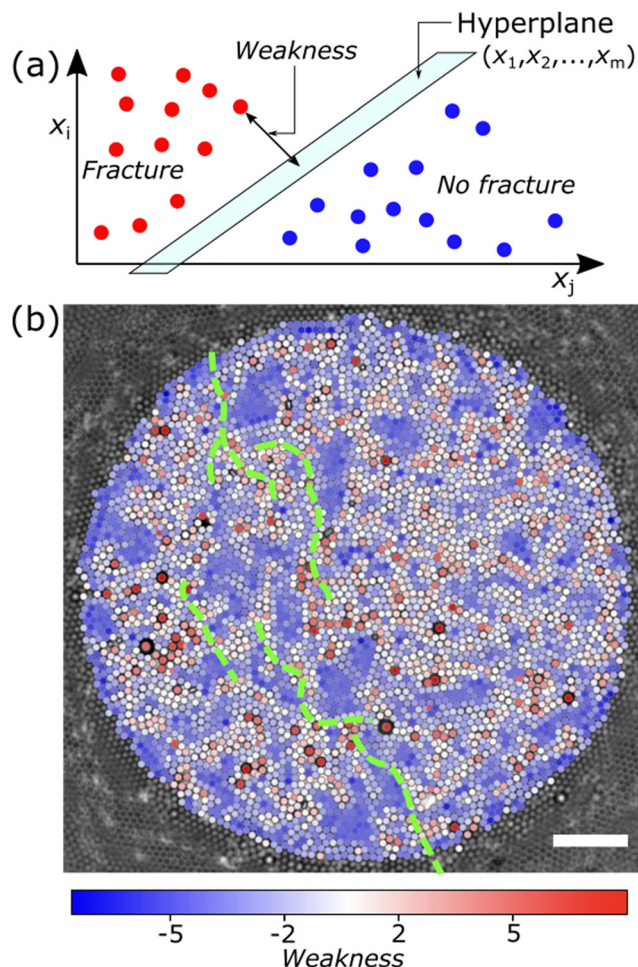 (a)
Weakness
Hyperplane
(x₁,x₂,...,xₘ)
xᵢ
Fracture
No fracture
xⱼ
(b)
-5
-2
2
5
Weakness